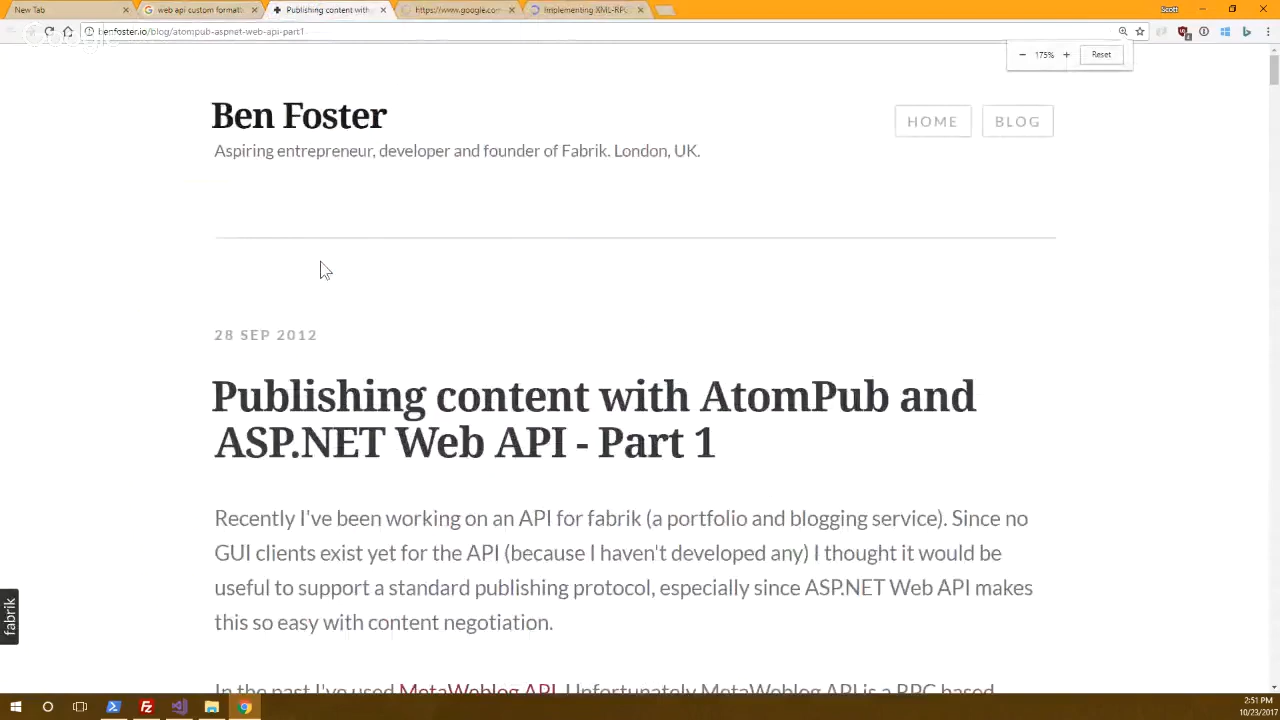 New Tab
web api custom formatt
Publishing content with
https://www.google.com
Implementing XML-RPC
Scott
benfoster.io/blog/atompub-aspnet-web-api-part1
Google
175%
Reset
Ben Foster
HOME
BLOG
Aspiring entrepreneur, developer and founder of Fabrik. London, UK.
28 SEP 2012
Publishing content with AtomPub and
ASP.NET Web API - Part 1
Recently I've been working on an API for fabrik (a portfolio and blogging service). Since no
GUI clients exist yet for the API (because I haven't developed any) I thought it would be
useful to support a standard publishing protocol, especially since ASP.NET Web API makes
this so easy with content negotiation.
fabrik
In the past I've used MetaWeblog API. Unfortunately MetaWeblog API is a RPC based
2:51 PM
10/23/2017